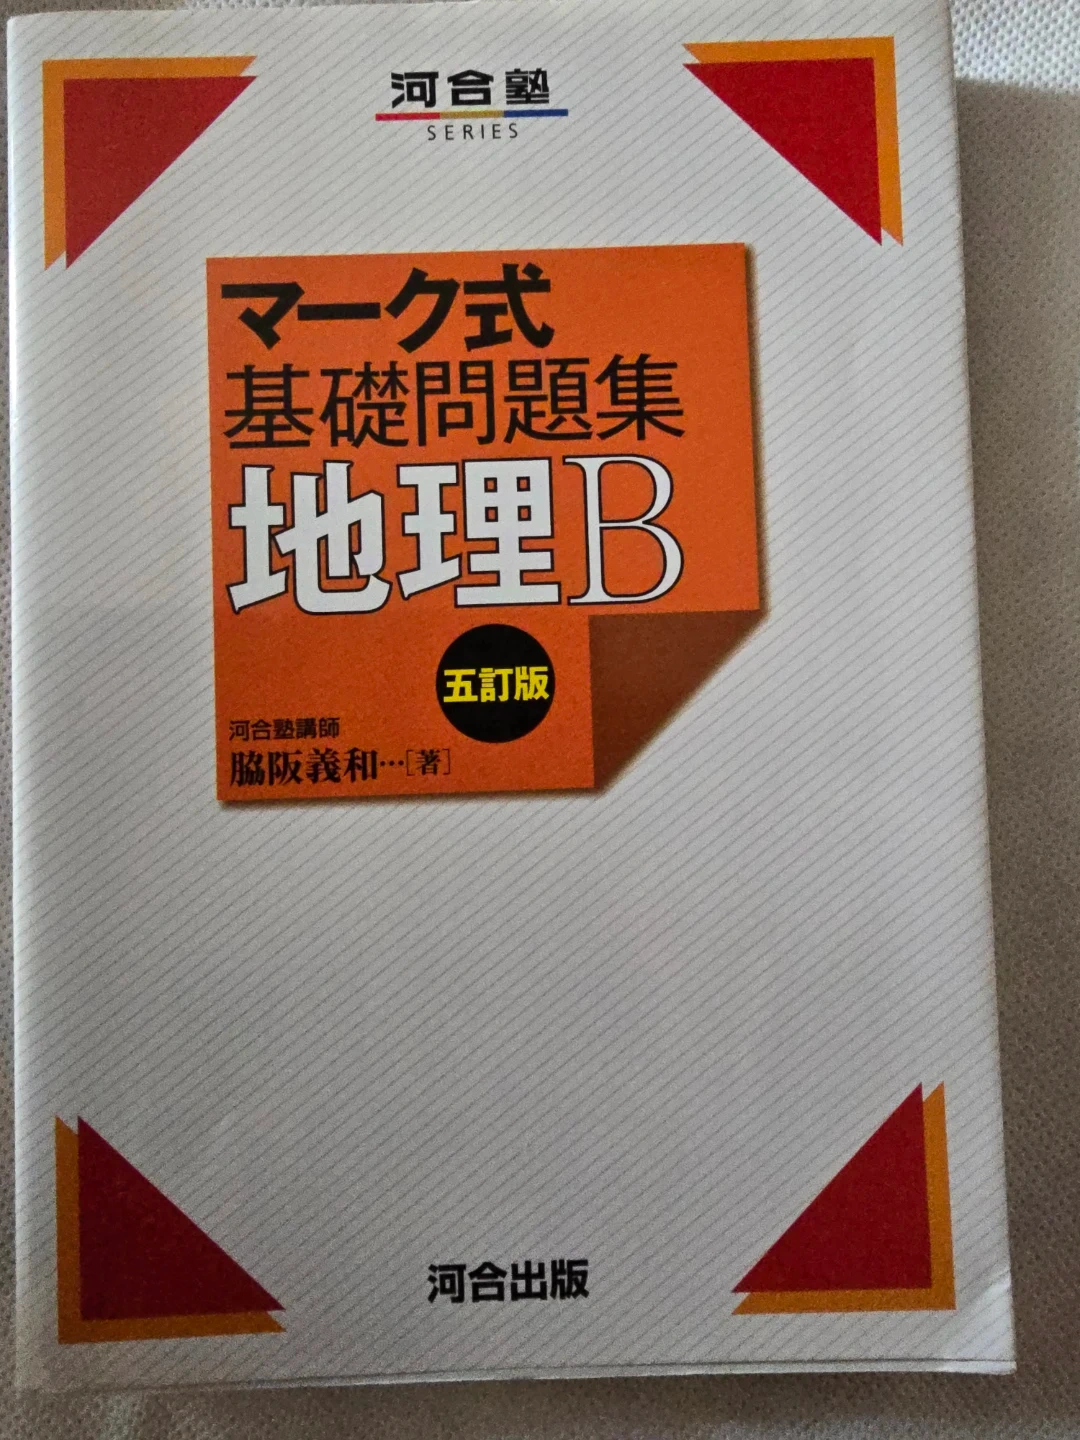 河合塾
SERIES
マーク式
基礎問題集
地理B
五訂版
河合塾講師
脇阪義和…[著]
河合出版